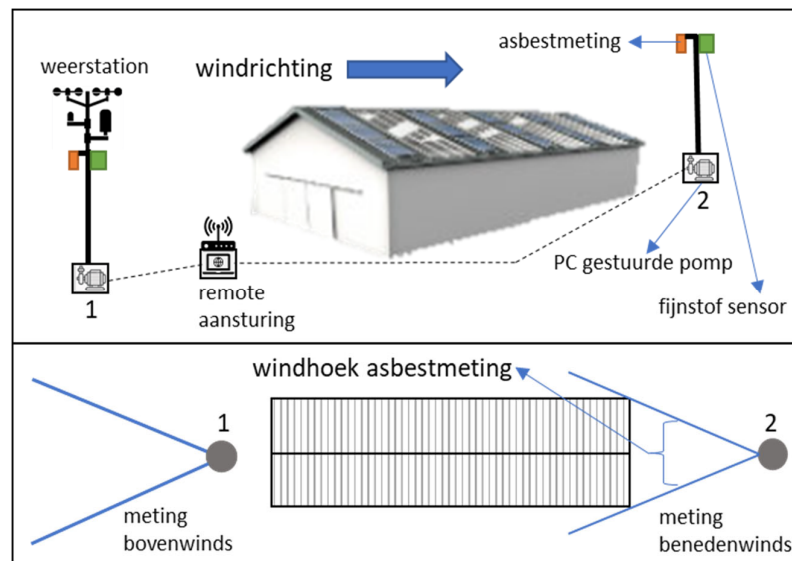 weerstation
windrichting
asbestmeting
1
remote
aansturing
2
PC gestuurde pomp
fijnstof sensor
windhoek asbestmeting
1
2
meting
bovenwinds
meting
benedenwinds